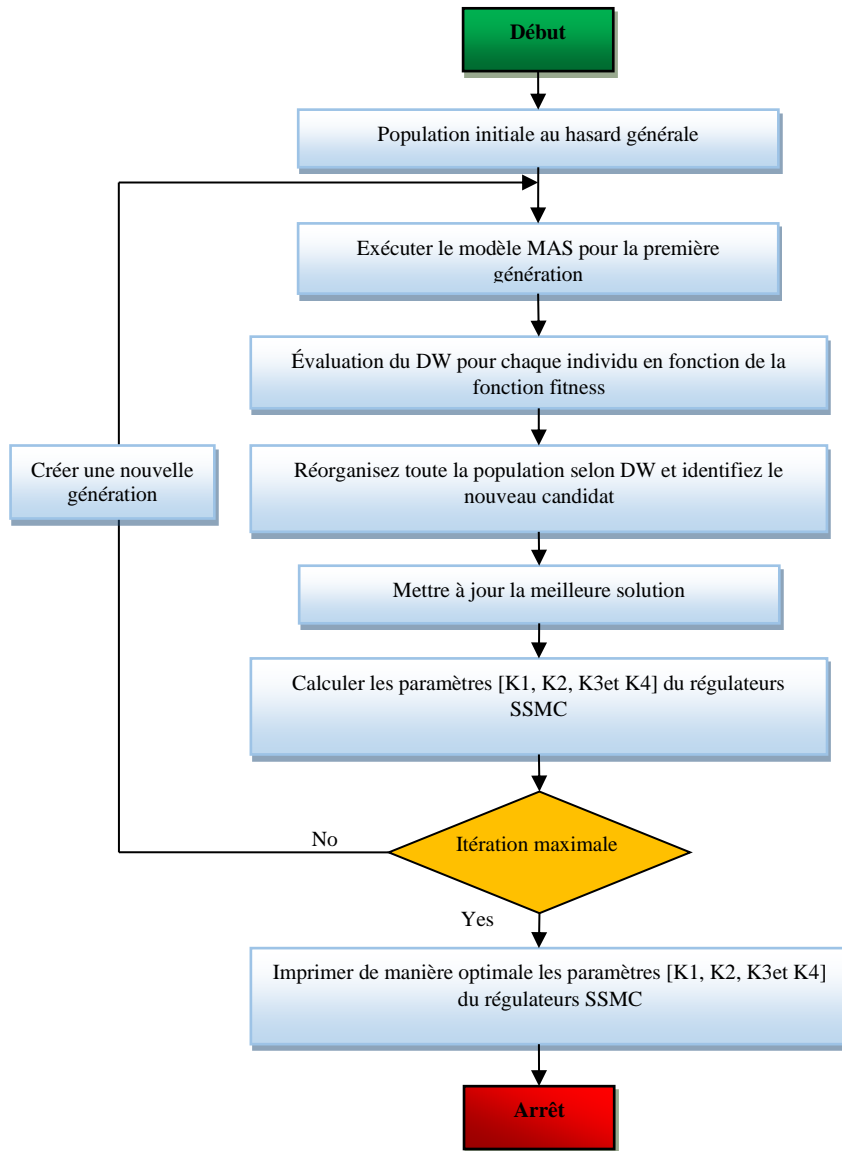 Début
Population initiale au hasard générale
Exécuter le modèle MAS pour la première
génération
Évaluation du DW pour chaque individu en fonction de la
fonction fitness
Créer une nouvelle
génération
Réorganisez toute la population selon DW et identifiez le
nouveau candidat
Mettre à jour la meilleure solution
Calculer les paramètres [K1, K2, K3et K4] du régulateurs
SSMC
No
Itération maximale
Yes
Imprimer de manière optimale les paramètres [K1, K2, K3et K4]
du régulateurs SSMC
Arrêt